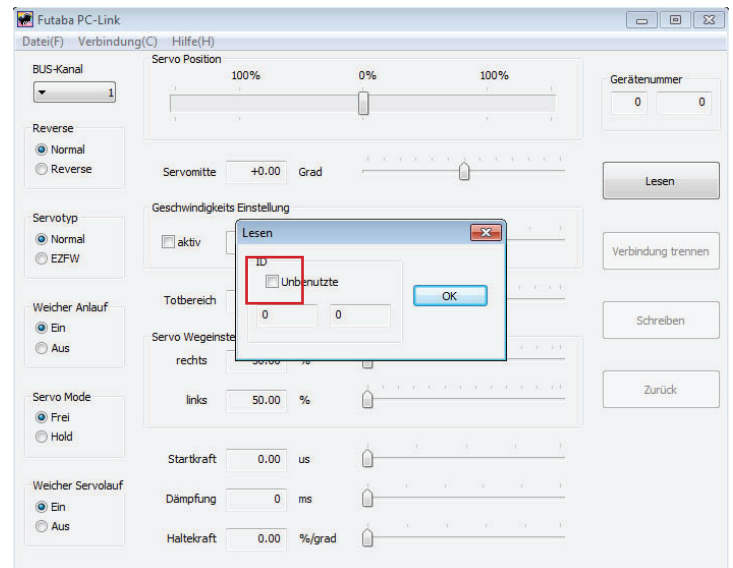 Futaba PC-Link
Datei(F) Verbindung(C) Hilfe(H)
BUS-Kanal
1
Servo Position
100% 0% 100%
Gerätenummer
0 0
Reverse
Normal
Reverse
Servomitte +0.00 Grad
Lesen
Geschwindigkeits Einstellung
aktiv
Servotyp
Normal
EZFW
Lesen
ID
Unbenutzte
0 0
OK
Verbindung trennen
Weicher Anlauf
Ein
Aus
Totbereich
Schreiben
Servo Wegeinste
rechts
links 50.00 %
Zurück
Servo Mode
Frei
Hold
Startkraft 0.00 us
Weicher Servolauf
Ein
Aus
Dämpfung 0 ms
Haltekraft 0.00 %/grad